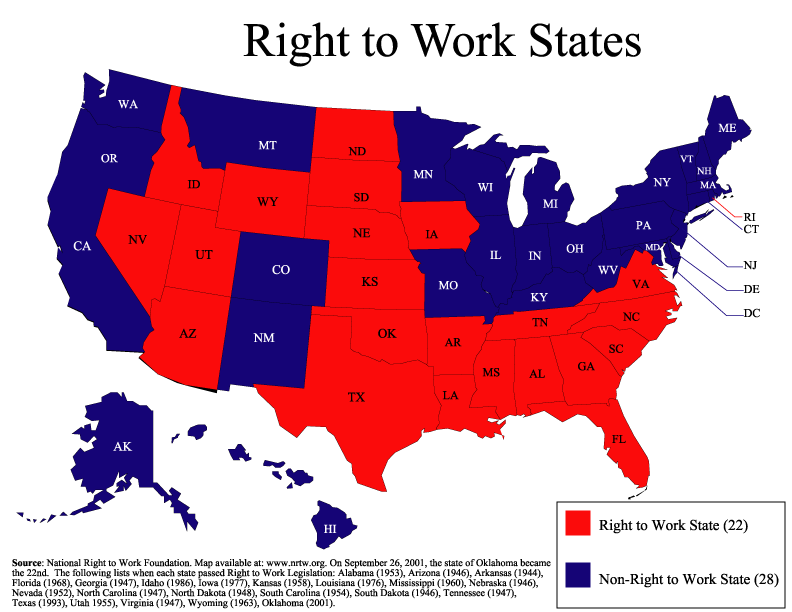 Right to Work States
WA
MT
ND
ME
OR
MN
VT
ID
SD
WI
NH
NY
MA
WY
MI
RI
IA
CT
NV
NE
PA
CA
UT
OH
MD
CO
IL
IN
NJ
KS
WV
MO
VA
DE
KY
DC
AZ
NM
OK
TN
NC
AR
SC
MS
AL
GA
TX
LA
AK
FL
HI
Right to Work State (22)
Non-Right to Work State (28)
Source: National Right to Work Foundation. Map available at: www.nrtw.org. On September 26, 2001, the state of Oklahoma became
the 22nd. The following lists when each state passed Right to Work Legislation: Alabama (1953), Arizona (1946), Arkansas (1944),
Florida (1968), Georgia (1947), Idaho (1986), Iowa (1977), Kansas (1958), Louisiana (1976), Mississippi (1960), Nebraska (1946),
Nevada (1952), North Carolina (1947), North Dakota (1948), South Carolina (1954), South Dakota (1946), Tennessee (1947),
Texas (1993), Utah 1955), Virginia (1947), Wyoming (1963), Oklahoma (2001).